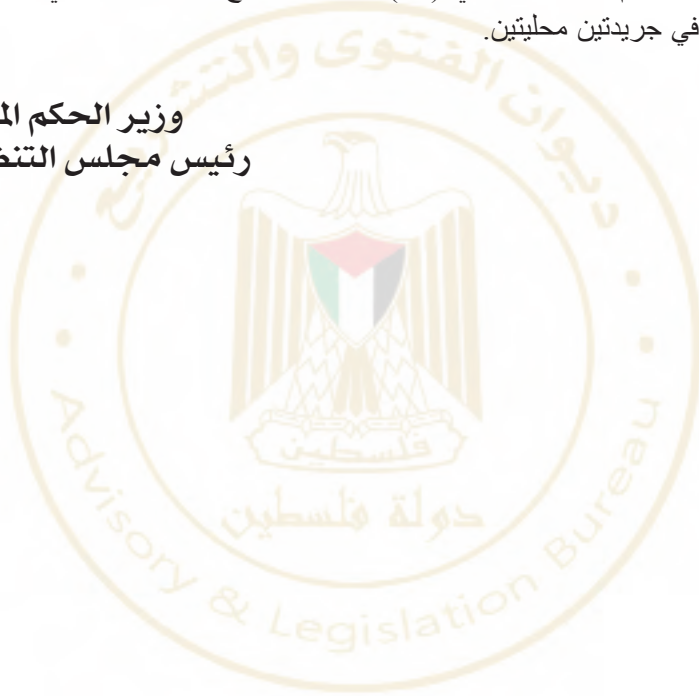 في جريدتين محليتين.
وزير الحكم
رئيس مجلس
ديوان الفتوى والتشريع
فلسطين
دولة فلسطين
Advisory & Legislation Bureau